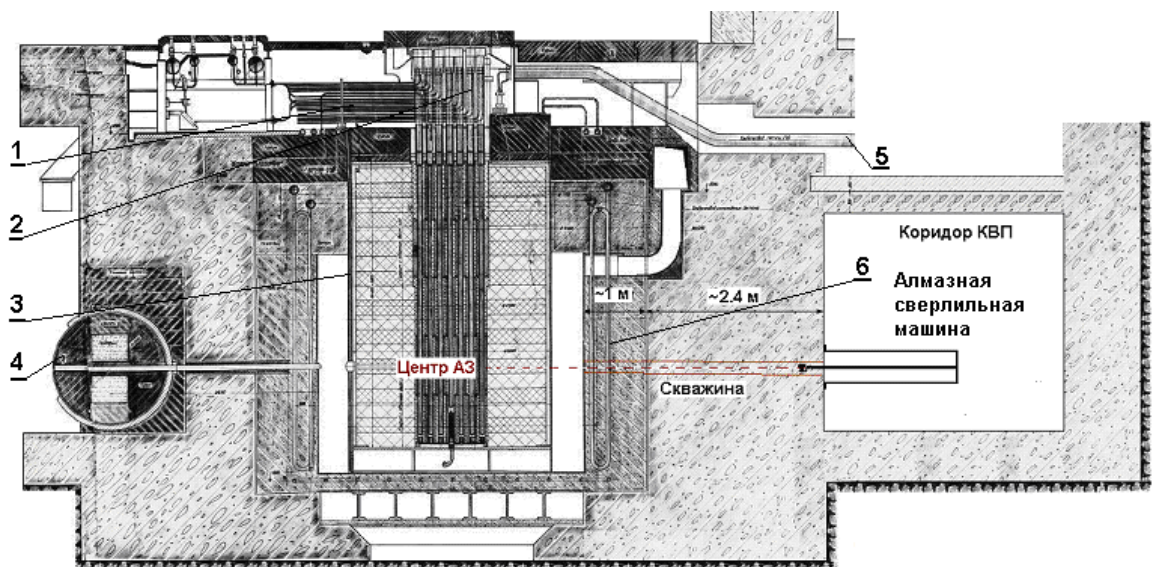 1
2
3
4
5
6
Коридор КВП
Алмазная
сверлильная
машина
~1 м
~2.4 м
Центр АЗ
Скважина